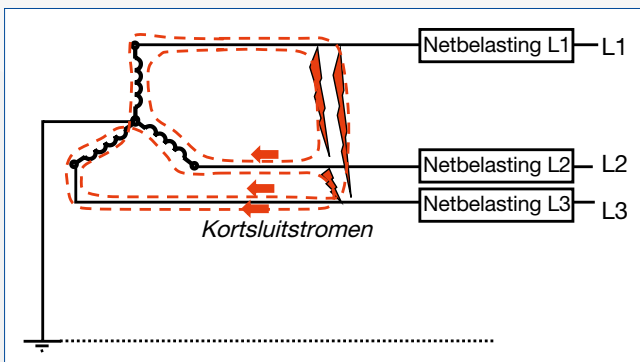 Netbelasting L1 L1
Netbelasting L2 L2
Netbelasting L3 L3
Kortsluitstromen